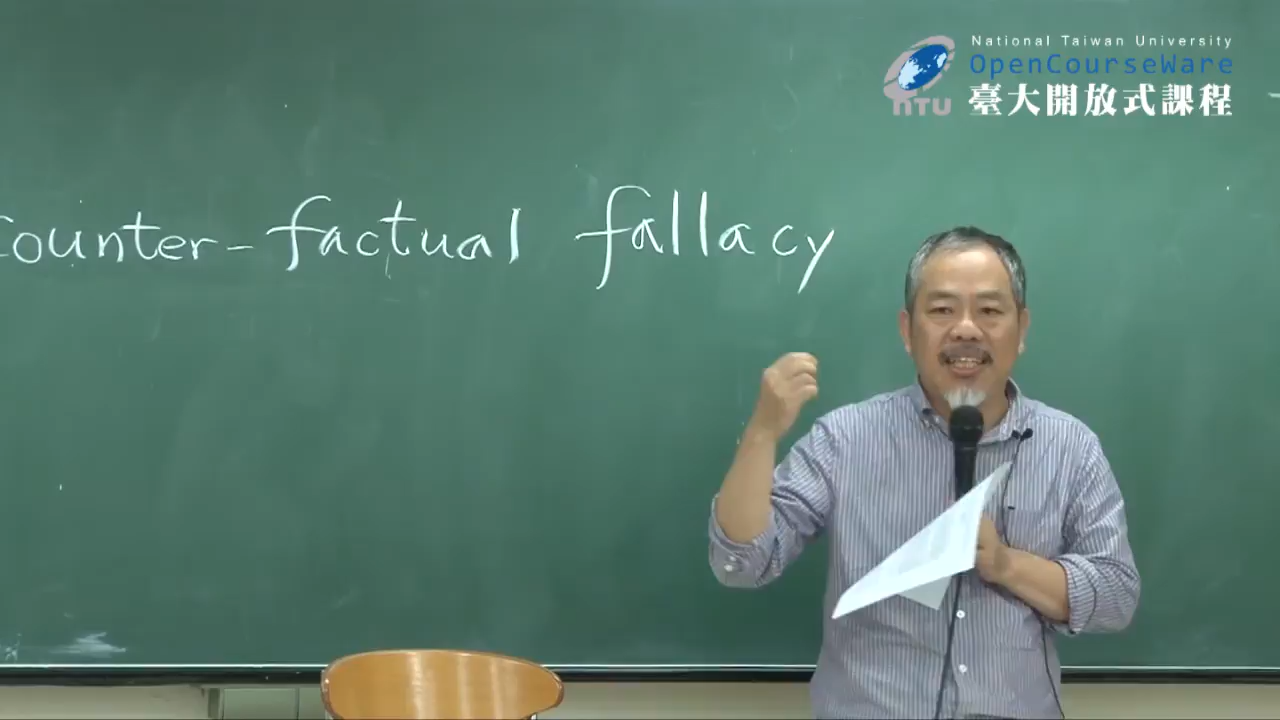 National Taiwan University
OpenCourseWare
臺大開放式課程
NTU
Counter-factual fallacy